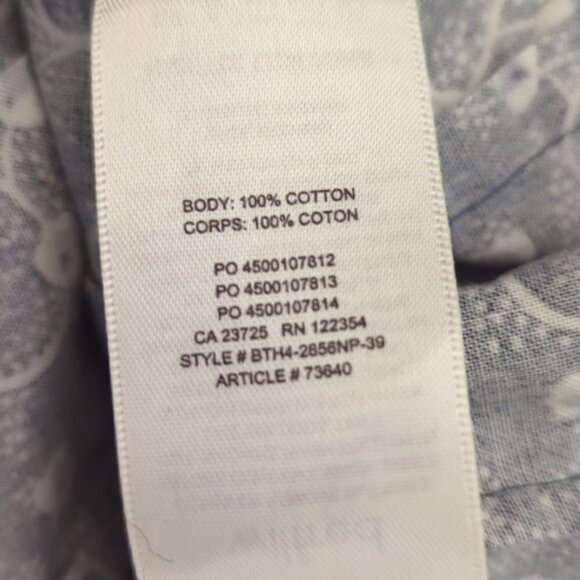 BODY: 100% COTTON
CORPS: 100% COTON
PO 4500107812
PO 4500107813
PO 4500107814
CA 23725 RN 122354
STYLE # BTH4-2856NP-39
ARTICLE # 73640